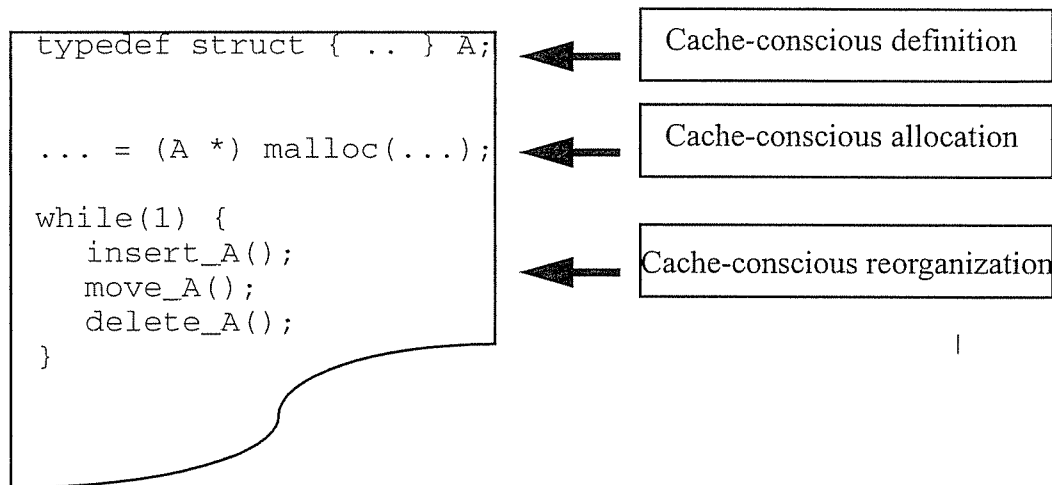 typedef struct { .. } A;
Cache-conscious definition
... = (A *) malloc(...);
Cache-conscious allocation
while(1) {
insert_A();
move_A();
delete_A();
}
Cache-conscious reorganization